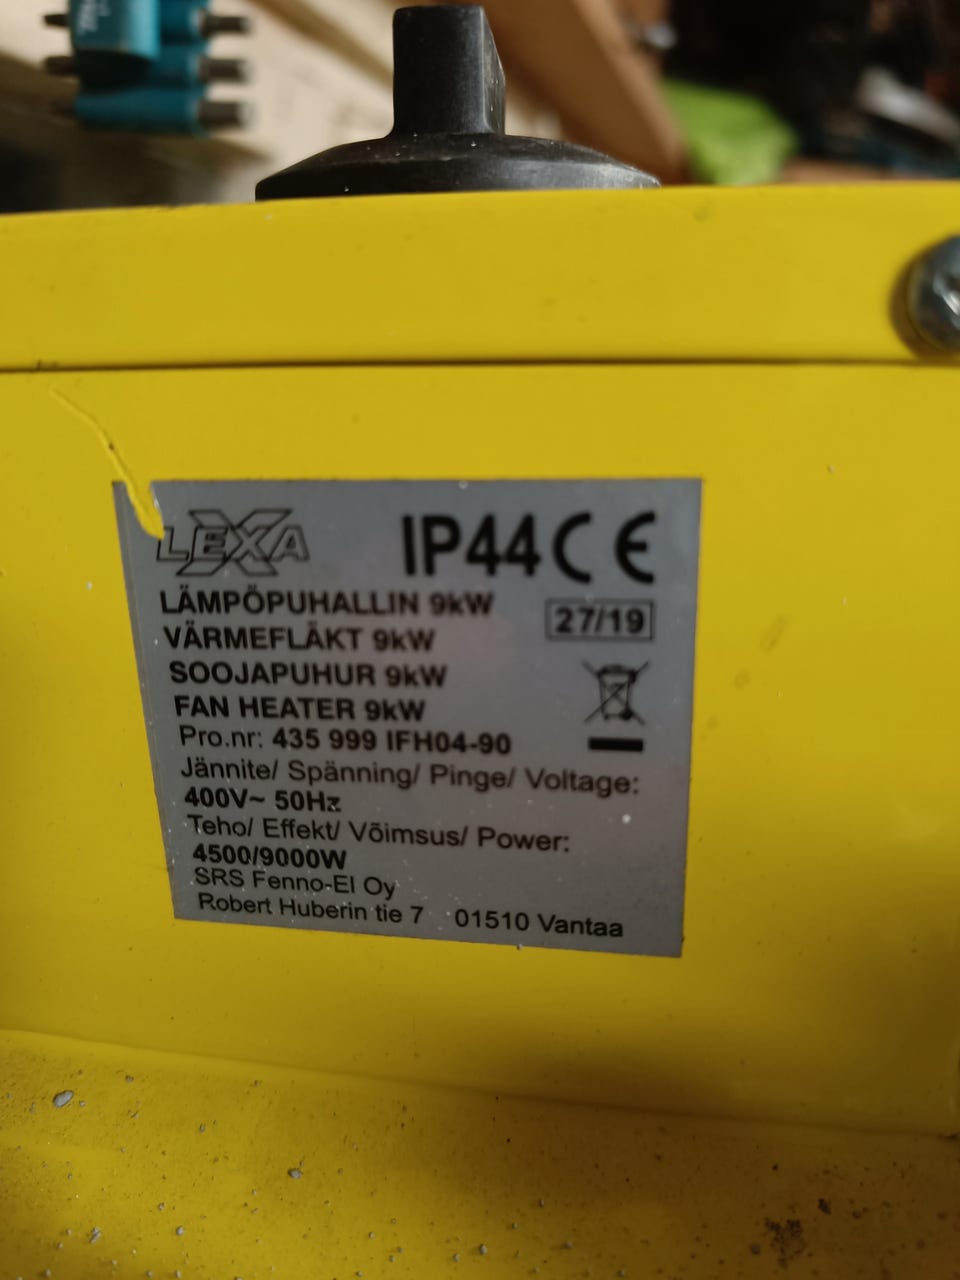 LEXA IP44 CE
LÄMPÖPUHALLIN 9kW
27/19
VÄRMEFLÄKT 9kW
SOOJAPUHUR 9kW
FAN HEATER 9kW
Pro.nr: 435 999 IFH04-90
Jännite/ Spänning/ Pinge/ Voltage:
400V~ 50Hz
Teho/ Effekt/ Võimsus/ Power:
4500/9000W
SRS Fenno-El Oy
Robert Huberin tie 7 01510 Vantaa